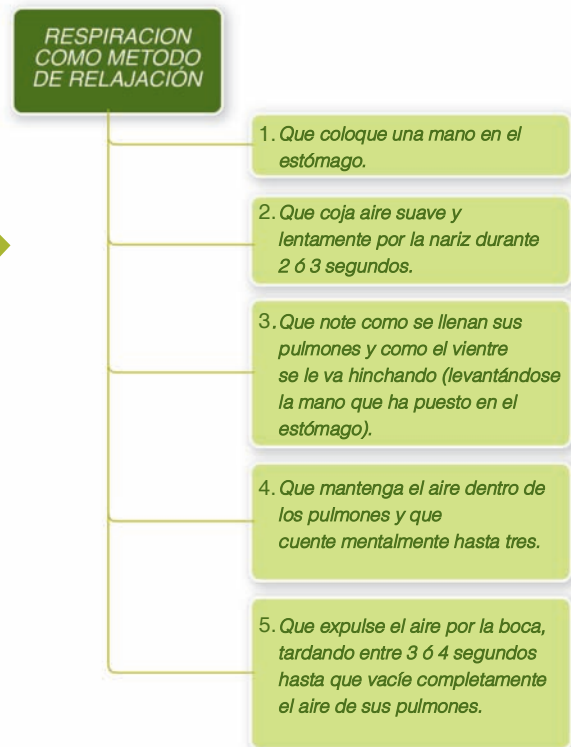 RESPIRACION
COMO METODO
DE RELAJACIÓN
1. Que coloque una mano en el
estómago.
2. Que coja aire suave y
lentamente por la nariz durante
2 ó 3 segundos.
3. Que note como se llenan sus
pulmones y como el vientre
se le va hinchando (levantándose
la mano que ha puesto en el
estómago).
4. Que mantenga el aire dentro de
los pulmones y que
cuente mentalmente hasta tres.
5. Que expulse el aire por la boca,
tardando entre 3 ó 4 segundos
hasta que vacíe completamente
el aire de sus pulmones.